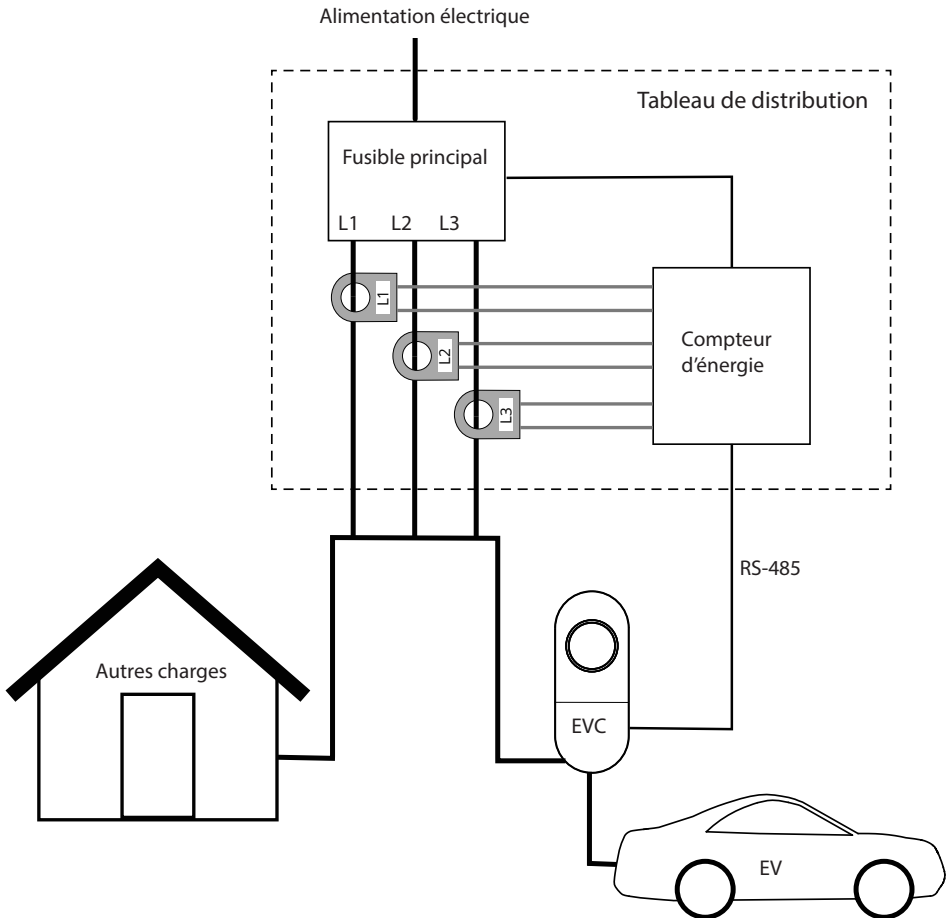 Alimentation électrique
Tableau de distribution
Fusible principal
L1 L2 L3
L1
L2
L3
Compteur
d’énergie
RS-485
Autres charges
EVC
EV